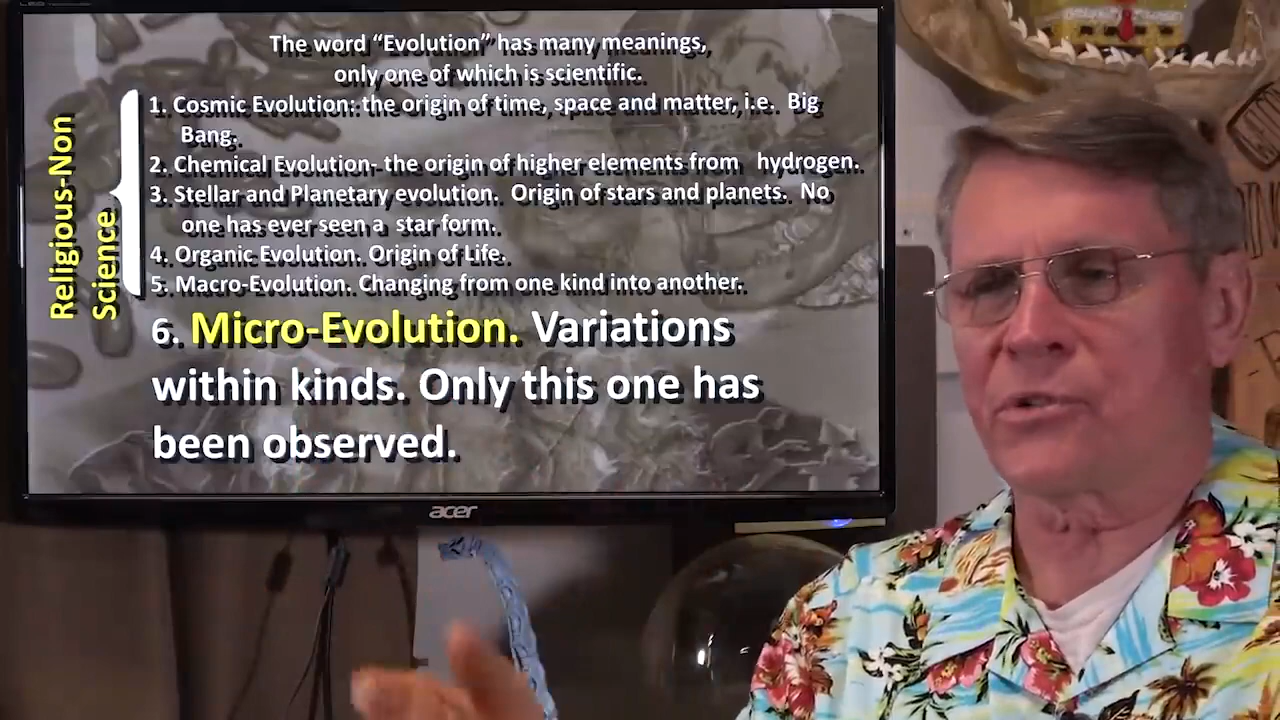 The word “Evolution” has many meanings,
only one of which is scientific.
Religious-Non
Science
1. Cosmic Evolution: the origin of time, space and matter, i.e. Big
Bang.
2. Chemical Evolution- the origin of higher elements from hydrogen.
3. Stellar and Planetary evolution. Origin of stars and planets. No
one has ever seen a star form.
4. Organic Evolution. Origin of Life.
5. Macro-Evolution. Changing from one kind into another.
6. Micro-Evolution. Variations
within kinds. Only this one has
been observed.
acer